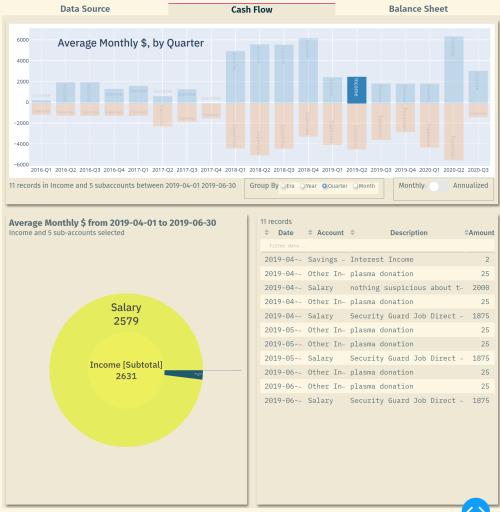 Data Source
Cash Flow
Balance Sheet
Average Monthly $, by Quarter
6000
4000
2000
0
−2000
−4000
−6000
Income
2016-Q1 2016-Q2 2016-Q3 2016-Q4 2017-Q1 2017-Q2 2017-Q3 2017-Q4 2018-Q1 2018-Q2 2018-Q3 2018-Q4 2019-Q1 2019-Q2 2019-Q3 2019-Q4 2020-Q1 2020-Q2 2020-Q3
11 records in Income and 5 subaccounts between 2019-04-01 2019-06-30
Group By Era Year Quarter Month
Monthly Annualized
Average Monthly $ from 2019-04-01 to 2019-06-30
Income and 5 sub-accounts selected
Salary
2579
Income [Subtotal]
2631
11 records
Date Account Description Amount
filter data...
2019-04-… Savings … Interest Income 2
2019-04-… Other In… plasma donation 25
2019-04-… Salary nothing suspicious about t… 2000
2019-04-… Other In… plasma donation 25
2019-04-… Salary Security Guard Job Direct … 1875
2019-05-… Other In… plasma donation 25
2019-05-… Other In… plasma donation 25
2019-05-… Salary Security Guard Job Direct … 1875
2019-06-… Other In… plasma donation 25
2019-06-… Other In… plasma donation 25
2019-06-… Salary Security Guard Job Direct … 1875